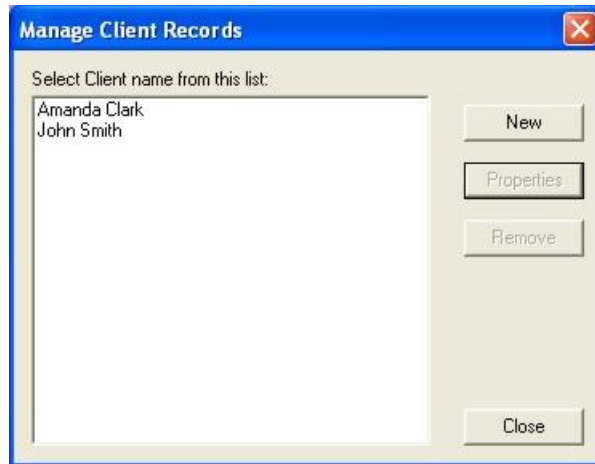 Manage Client Records
Select Client name from this list:
Amanda Clark
John Smith
New
Properties
Remove
Close